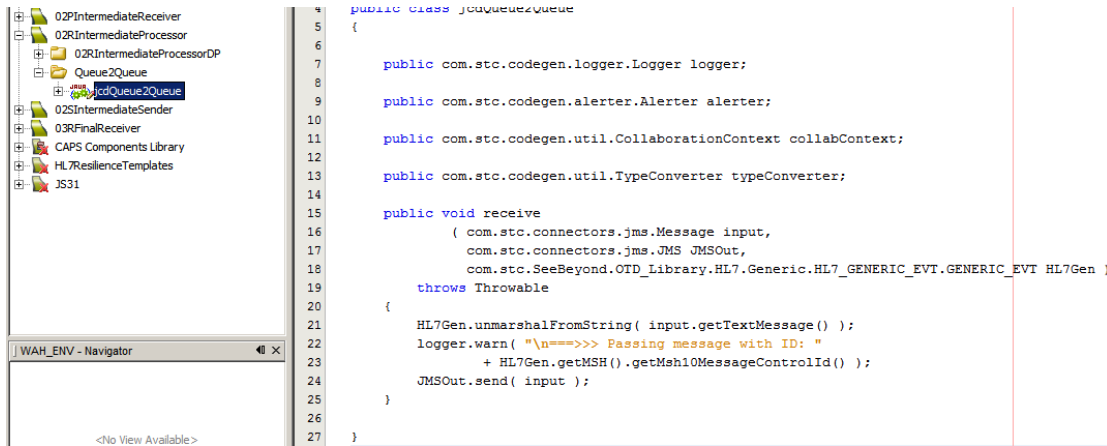 02PIntermediateReceiver
02RIntermediateProcessor
02RIntermediateProcessorDP
Queue2Queue
jcdQueue2Queue
02SIntermediateSender
03RFinalReceiver
CAPS Components Library
HL7ResilienceTemplates
JS31
WAH_ENV - Navigator
<No View Available>
4 public class jcdQueue2Queue
5 {
6
7 public com.stc.codegen.logger.Logger logger;
8
9 public com.stc.codegen.alerter.Alerter alerter;
10
11 public com.stc.codegen.util.CollaborationContext collabContext;
12
13 public com.stc.codegen.util.TypeConverter typeConverter;
14
15 public void receive
16 ( com.stc.connectors.jms.Message input,
17 com.stc.connectors.jms.JMS JMSOut,
18 com.stc.SeeBeyond.OTD_Library.HL7.Generic.HL7_GENERIC_EVT.GENERIC_EVT HL7Gen )
19 throws Throwable
20 {
21 HL7Gen.unmarshalFromString( input.getTextMessage() );
22 logger.warn( "\n===>>> Passing message with ID: "
23 + HL7Gen.getMSH().getMsh10MessageControlId() );
24 JMSOut.send( input );
25 }
26
27 }